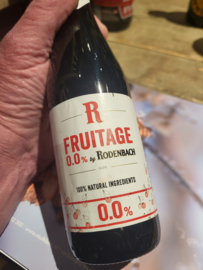 R
FRUITAGE
0.0% by RODENBACH
100% NATURAL INGREDIENTS
0.0%